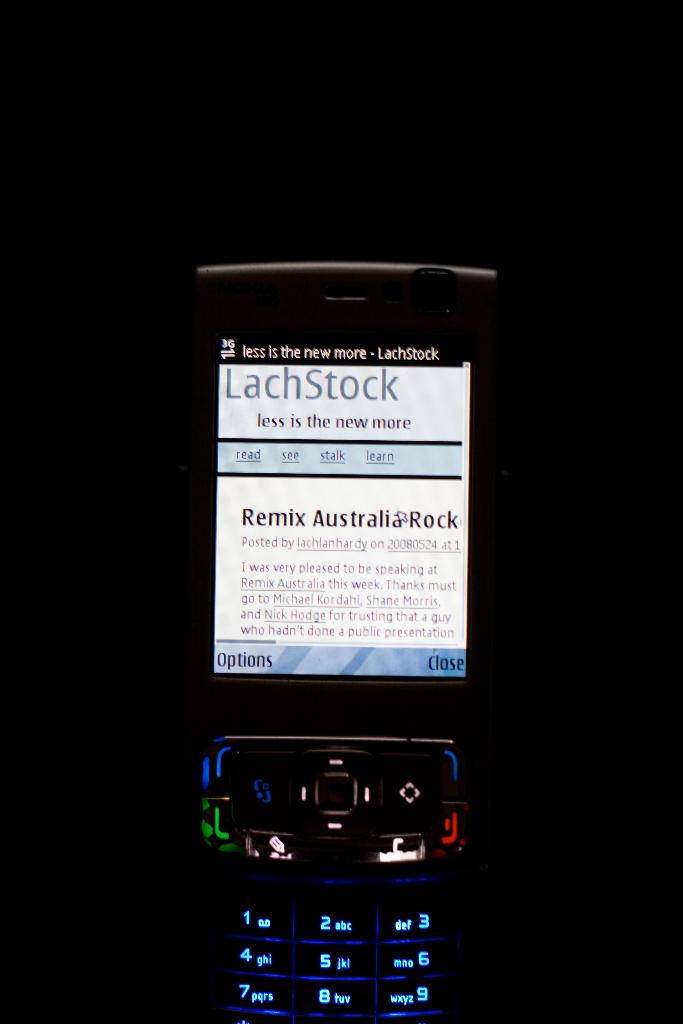 NOKIA
3G
less is the new more - LachStock
LachStock
less is the new more
read see stalk learn
Remix Australia Rock
Posted by lachlanhardy on 20080524 at 1
I was very pleased to be speaking at
Remix Australia this week. Thanks must
go to Michael Kordahi, Shane Morris,
and Nick Hodge for trusting that a guy
who hadn't done a public presentation
Options Close
1 2 abc def 3
4 ghi 5 jkl mno 6
7 pqrs 8 tuv wxyz 9
*